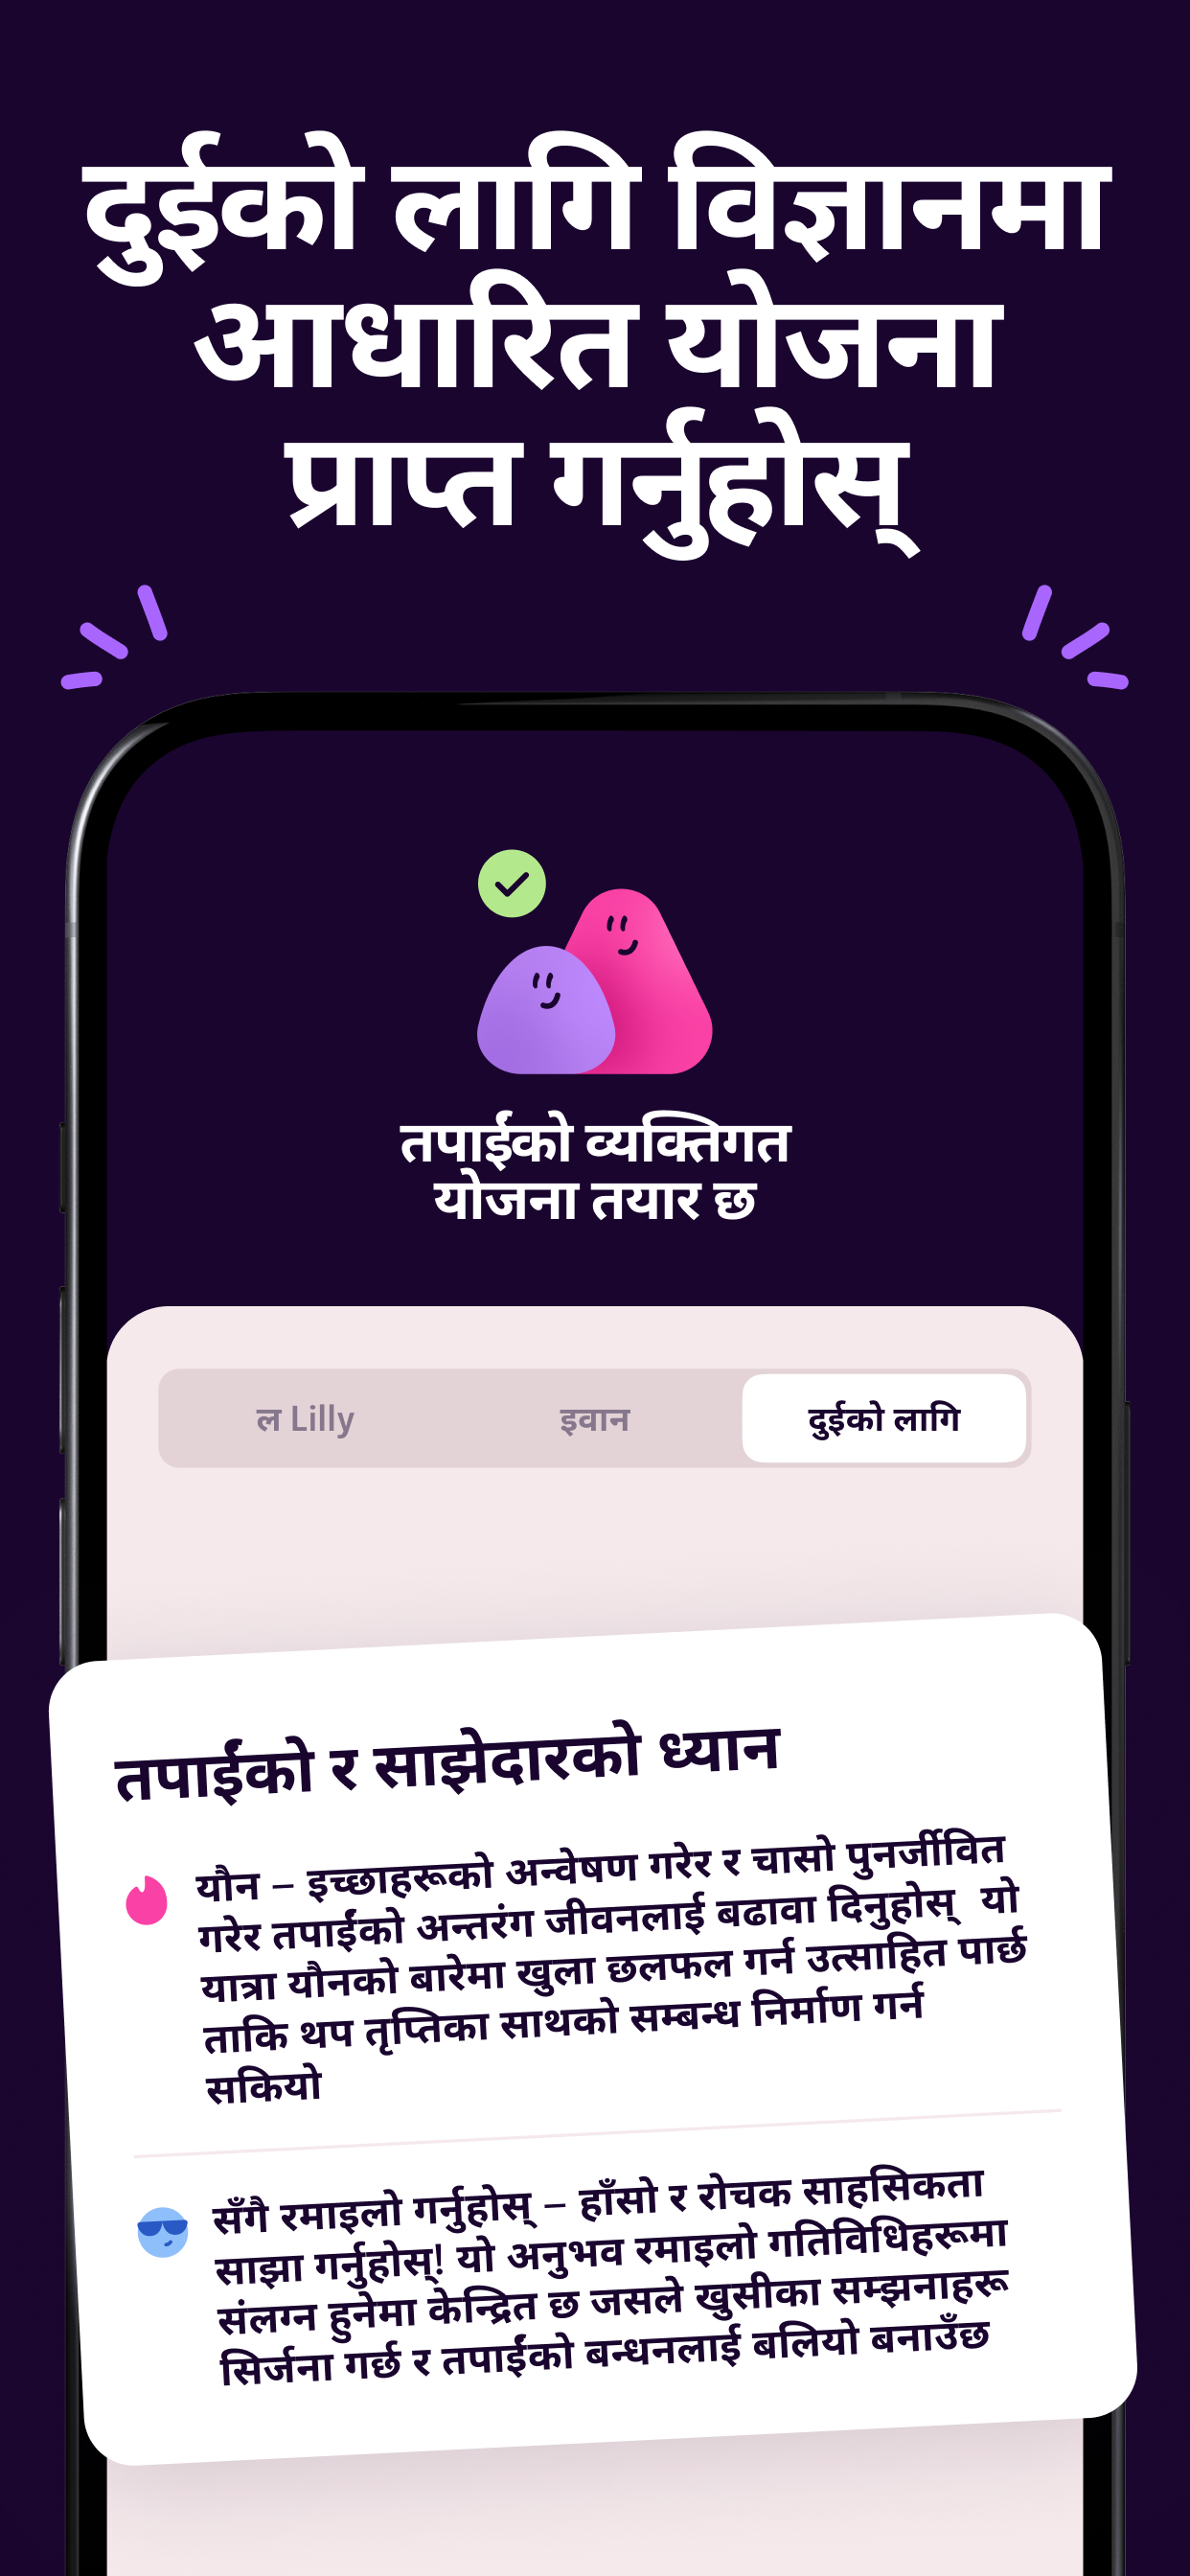 दुईको लागि विज्ञानमा
आधारित योजना
प्राप्त गर्नुहोस्
तपाईंको व्यक्तिगत
योजना तयार छ
ल Lilly
इवान
दुईको लागि
तपाईंको र साझेदारको ध्यान
यौन – इच्छाहरूको अन्वेषण गरेर र चासो पुनर्जीवित
गरेर तपाईंको अन्तरंग जीवनलाई बढावा दिनुहोस् यो
यात्रा यौनको बारेमा खुला छलफल गर्न उत्साहित पार्छ
ताकि थप तृप्तिका साथको सम्बन्ध निर्माण गर्न
सकियो
सँगै रमाइलो गर्नुहोस् – हाँसो र रोचक साहसिकता
साझा गर्नुहोस्! यो अनुभव रमाइलो गतिविधिहरूमा
संलग्न हुनेमा केन्द्रित छ जसले खुसीका सम्झनाहरू
सिर्जना गर्छ र तपाईंको बन्धनलाई बलियो बनाउँछ